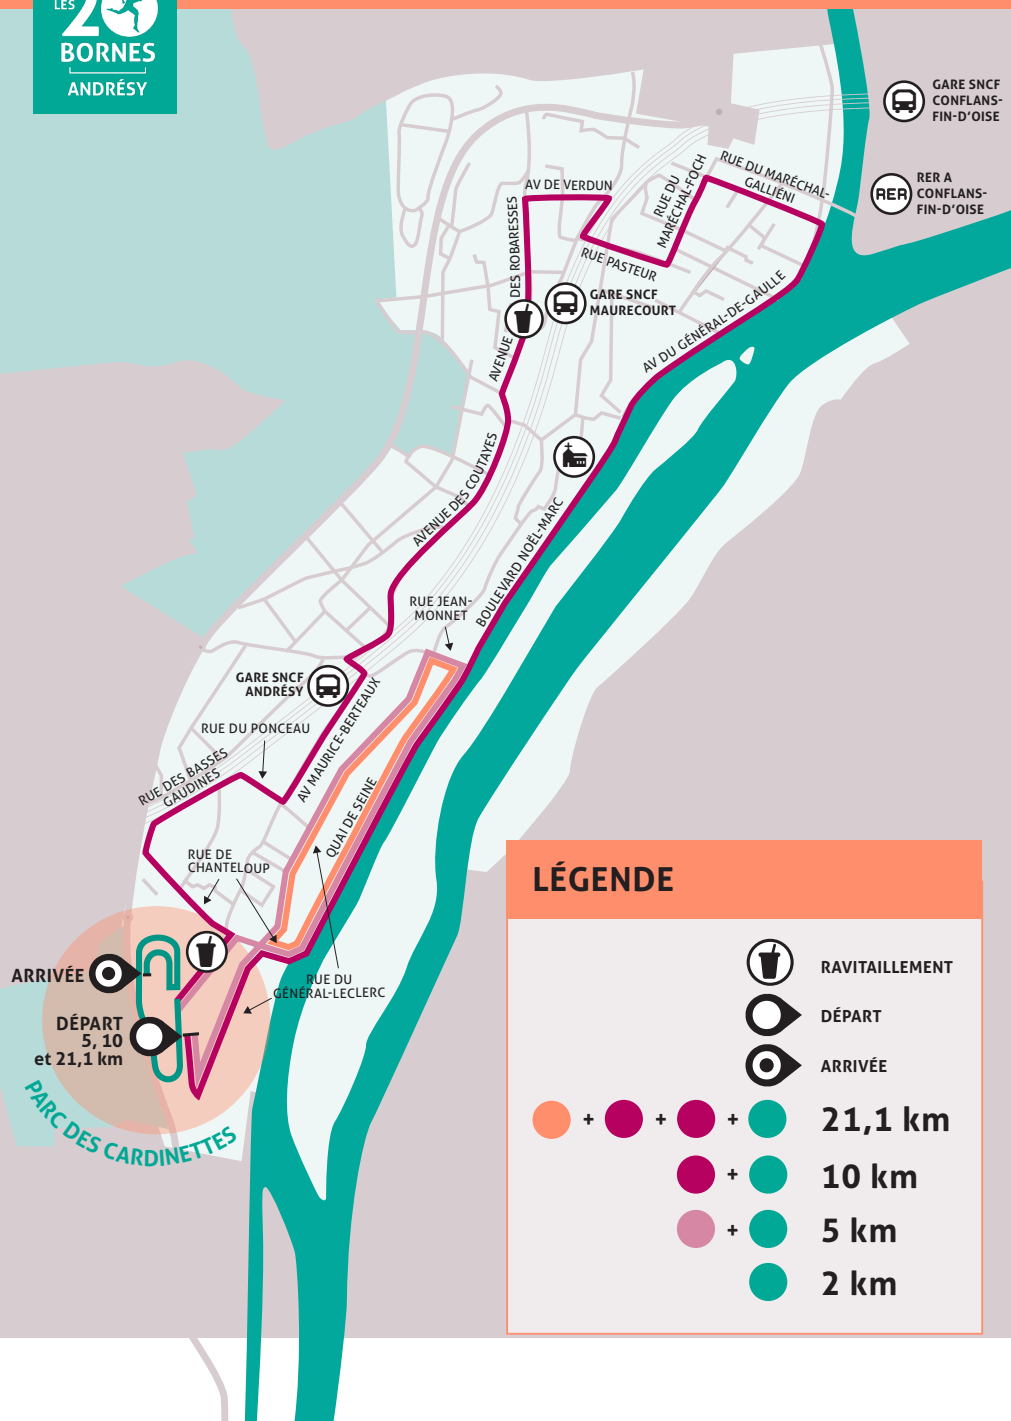 LES
20
BORNES
ANDRÉSY
GARE SNCF
CONFLANS-
FIN-D'OISE
RER
RER A
CONFLANS-
FIN-D'OISE
RUE DU MARÉCHAL-
GALLIÉNI
RUE DU
MARÉCHAL-FOCH
AV DE VERDUN
RUE PASTEUR
AVENUE DES ROBARESSES
GARE SNCF
MAURECOURT
AV DU GÉNÉRAL-DE-GAULLE
AVENUE DES COUTAYES
BOULEVARD NOËL-MARC
RUE JEAN-
MONNET
GARE SNCF
ANDRÉSY
RUE DU PONCEAU
AV MAURICE-BERTEAUX
RUE DES BASSES
GAUDINES
QUAI DE SEINE
RUE DE
CHANTELOUP
RUE DU
GÉNÉRAL-LECLERC
ARRIVÉE
DÉPART
5, 10
et 21,1 km
PARC DES CARDINETTES
LÉGENDE
RAVITAILLEMENT
DÉPART
ARRIVÉE
+ + + 21,1 km
+ 10 km
+ 5 km
2 km